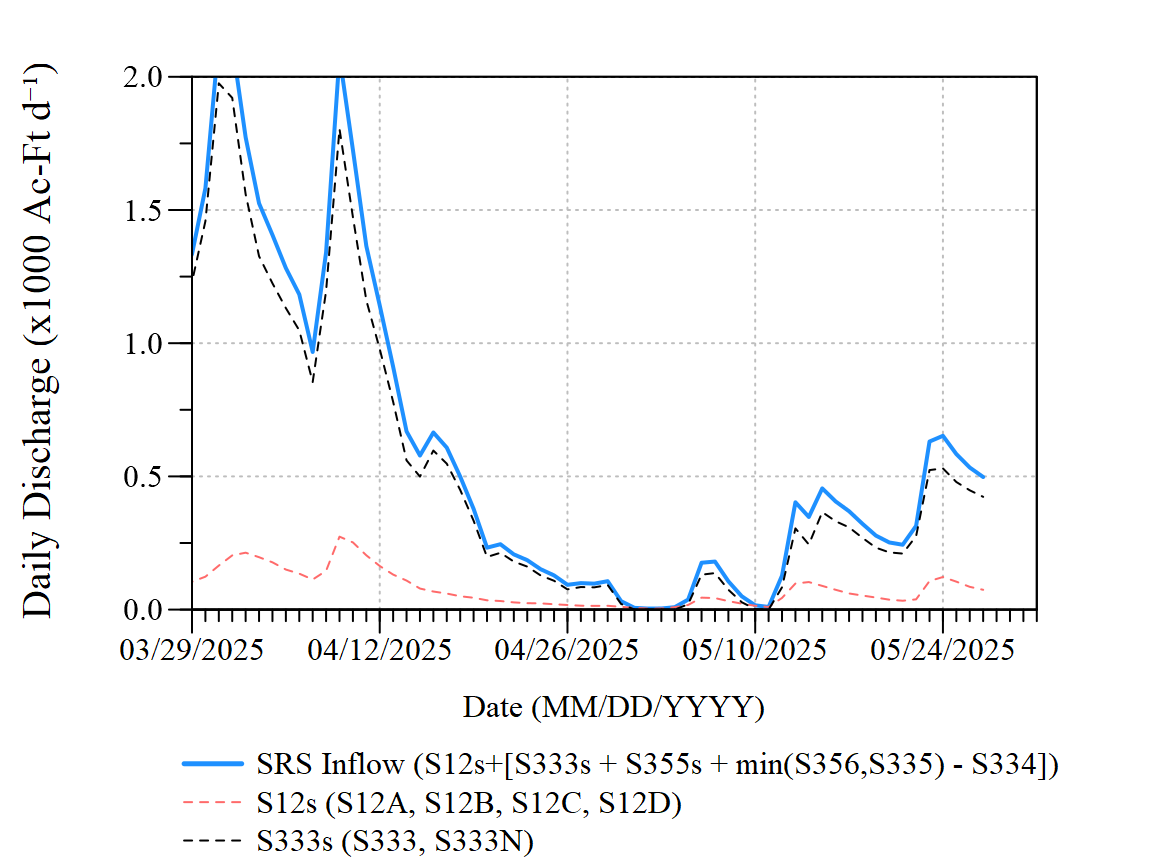 Daily Discharge (x1000 Ac-Ft d⁻¹)
2.0
1.5
1.0
0.5
0.0
03/29/2025 04/12/2025 04/26/2025 05/10/2025 05/24/2025
Date (MM/DD/YYYY)
SRS Inflow (S12s+[S333s + S355s + min(S356,S335) - S334])
S12s (S12A, S12B, S12C, S12D)
S333s (S333, S333N)